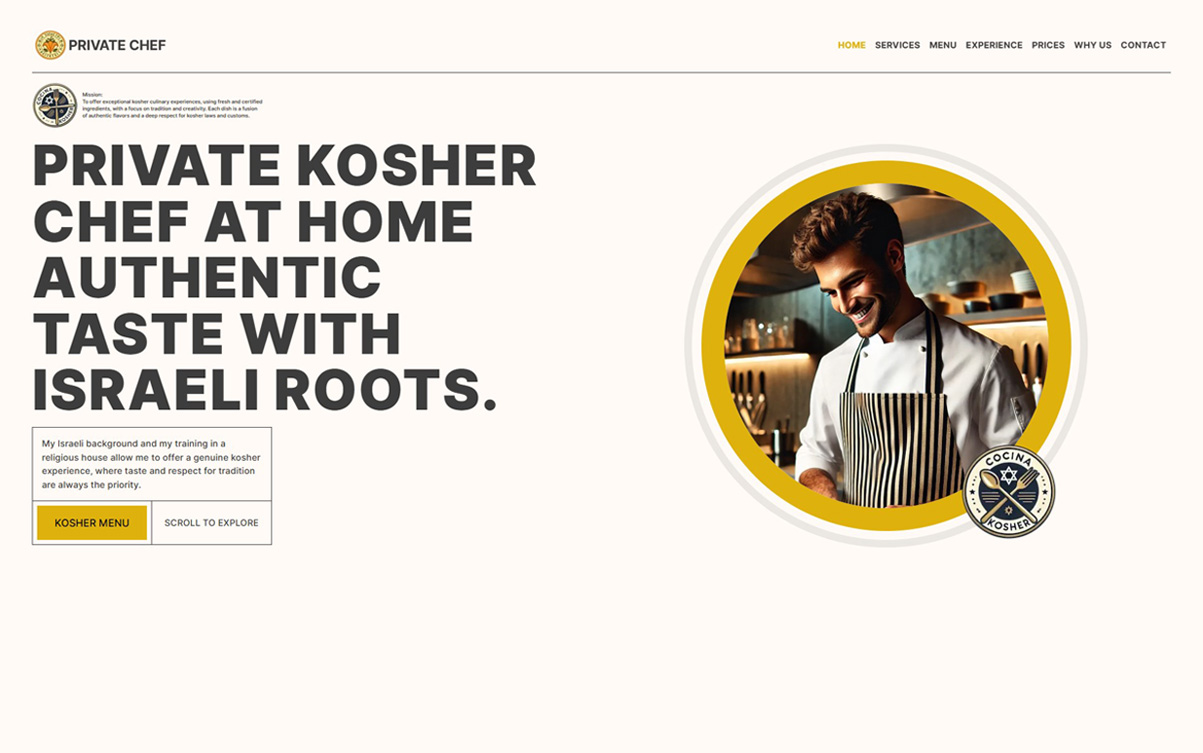 PRIVATE CHEF
HOME SERVICES MENU EXPERIENCE PRICES WHY US CONTACT
COCINA
KOSHER
Mission:
To offer exceptional kosher culinary experiences, using fresh and certified
ingredients, with a focus on tradition and creativity. Each dish is a fusion
of authentic flavors and a deep respect for kosher laws and customs.
PRIVATE KOSHER
CHEF AT HOME
AUTHENTIC
TASTE WITH
ISRAELI ROOTS.
My Israeli background and my training in a
religious house allow me to offer a genuine kosher
experience, where taste and respect for tradition
are always the priority.
KOSHER MENU
SCROLL TO EXPLORE
COCINA
KOSHER